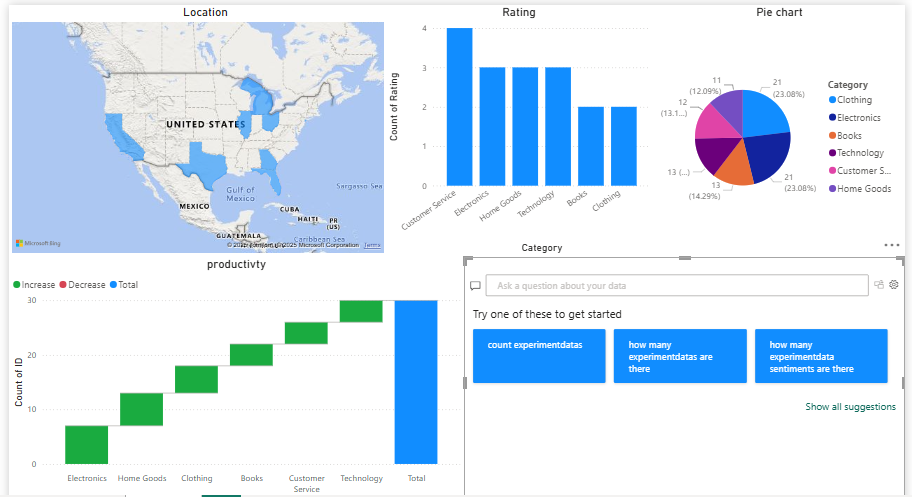 Location
UNITED STATES
MEXICO
Gulf of
Mexico
CUBA
HAITI
PR
(US)
GUATEMALA
Sargasso Sea
Caribbean Sea
Microsoft Bing
2025 Microsoft Corporation
Terms
Rating
Count of Rating
4
3
2
1
0
Customer Service
Electronics
Home Goods
Technology
Books
Clothing
Category
Pie chart
21
(23.08%)
21
(23.08%)
13
(14.29%)
13 (...)
12
(13.1...)
11
(12.09%)
Category
Clothing
Electronics
Books
Technology
Customer S...
Home Goods
productivty
Increase
Decrease
Total
Count of ID
30
20
10
0
Electronics
Home Goods
Clothing
Books
Customer
Service
Technology
Total
Ask a question about your data
Try one of these to get started
count experimentdatas
how many
experimentdatas are
there
how many
experimentdata
sentiments are there
Show all suggestions